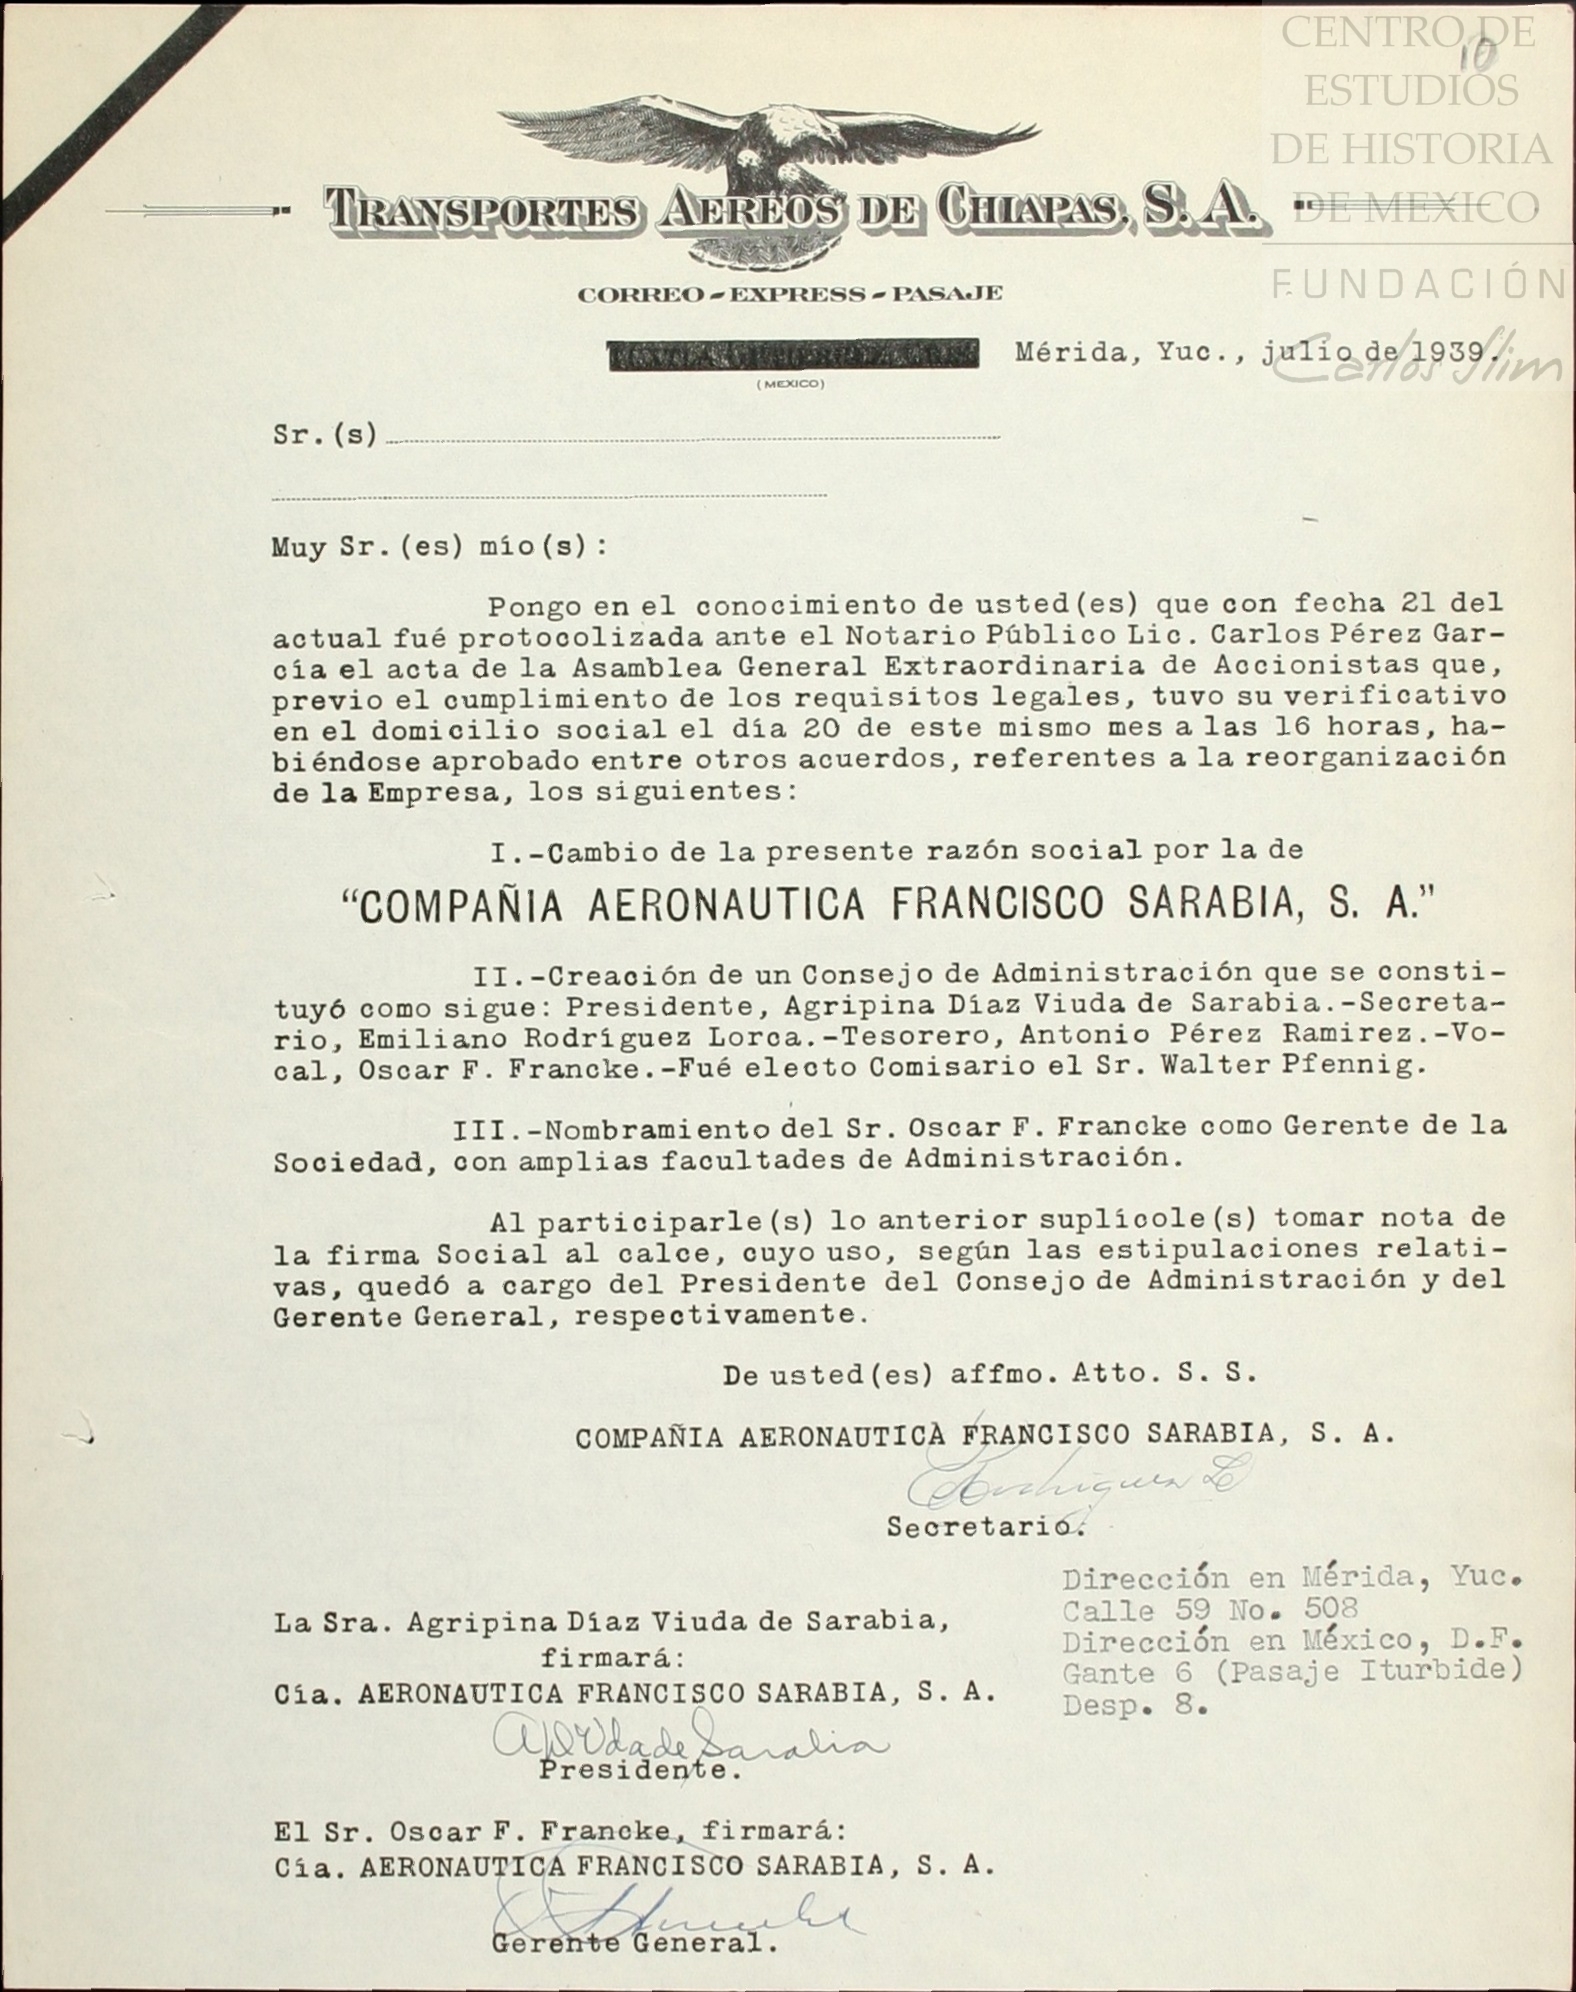 CENTRO DE
ESTUDIOS
DE HISTORIA
DE MEXICO
FUNDACIÓN
Carlos Slim
10
TRANSPORTES AEREOS DE CHIAPAS, S. A.
CORREO - EXPRESS - PASAJE
Mérida, Yuc., julio de 1939.
(MEXICO)
Sr.(s)
Muy Sr.(es) mío(s):
Pongo en el conocimiento de usted(es) que con fecha 21 del
actual fué protocolizada ante el Notario Público Lic. Carlos Pérez Gar-
cía el acta de la Asamblea General Extraordinaria de Accionistas que,
previo el cumplimiento de los requisitos legales, tuvo su verificativo
en el domicilio social el día 20 de este mismo mes a las 16 horas, ha-
biéndose aprobado entre otros acuerdos, referentes a la reorganización
de la Empresa, los siguientes:
I.-Cambio de la presente razón social por la de
“COMPAÑIA AERONAUTICA FRANCISCO SARABIA, S. A.”
II.-Creación de un Consejo de Administración que se consti-
tuyó como sigue: Presidente, Agripina Díaz Viuda de Sarabia.-Secreta-
rio, Emiliano Rodríguez Lorca.-Tesorero, Antonio Pérez Ramirez.-Vo-
cal, Oscar F. Francke.-Fué electo Comisario el Sr. Walter Pfennig.
III.-Nombramiento del Sr. Oscar F. Francke como Gerente de la
Sociedad, con amplias facultades de Administración.
Al participarle(s) lo anterior suplícole(s) tomar nota de
la firma Social al calce, cuyo uso, según las estipulaciones relati-
vas, quedó a cargo del Presidente del Consejo de Administración y del
Gerente General, respectivamente.
De usted(es) affmo. Atto. S. S.
COMPAÑIA AERONAUTICA FRANCISCO SARABIA, S. A.
Rodriguez L
Secretario.
Dirección en Mérida, Yuc.
Calle 59 No. 508
Dirección en México, D.F.
Gante 6 (Pasaje Iturbide)
Desp. 8.
La Sra. Agripina Díaz Viuda de Sarabia,
firmará:
Cía. AERONAUTICA FRANCISCO SARABIA, S. A.
A D Vda de Sarabia
Presidente.
El Sr. Oscar F. Francke, firmará:
Cía. AERONAUTICA FRANCISCO SARABIA, S. A.
Gerente General.